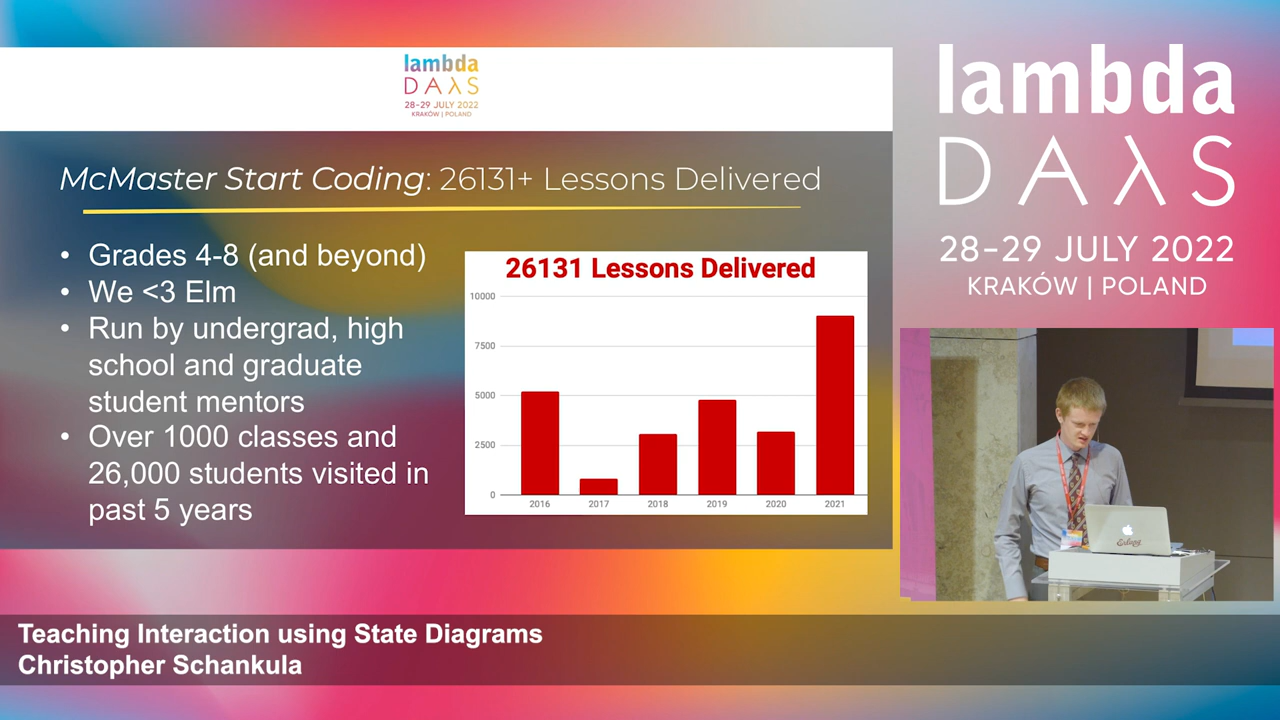 lambda
DAλS
28–29 JULY 2022
KRAKÓW | POLAND
McMaster Start Coding: 26131+ Lessons Delivered
• Grades 4-8 (and beyond)
• We <3 Elm
• Run by undergrad, high
school and graduate
student mentors
• Over 1000 classes and
26,000 students visited in
past 5 years
26131 Lessons Delivered
10000
7500
5000
2500
0
2016 2017 2018 2019 2020 2021
lambda
DAλS
28–29 JULY 2022
KRAKÓW | POLAND
Teaching Interaction using State Diagrams
Christopher Schankula